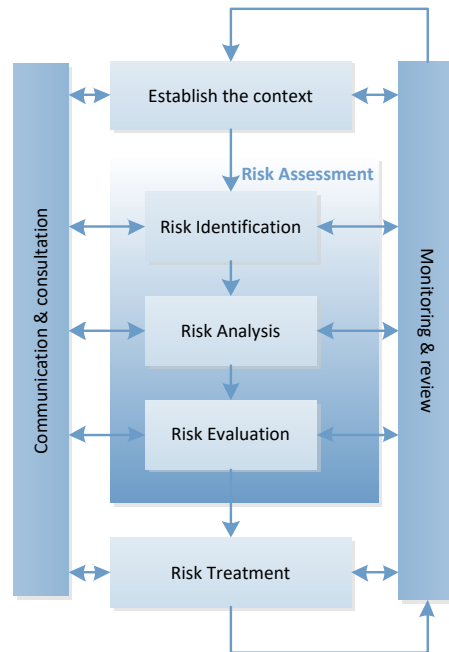 Establish the context
Risk Assessment
Risk Identification
Risk Analysis
Risk Evaluation
Risk Treatment
Communication & consultation
Monitoring & review